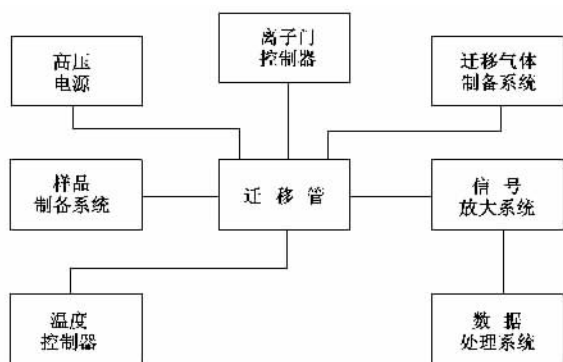 高压
电源
离子门
控制器
迁移气体
制备系统
样品
制备系统
迁移管
信号
放大系统
温度
控制器
数据
处理系统